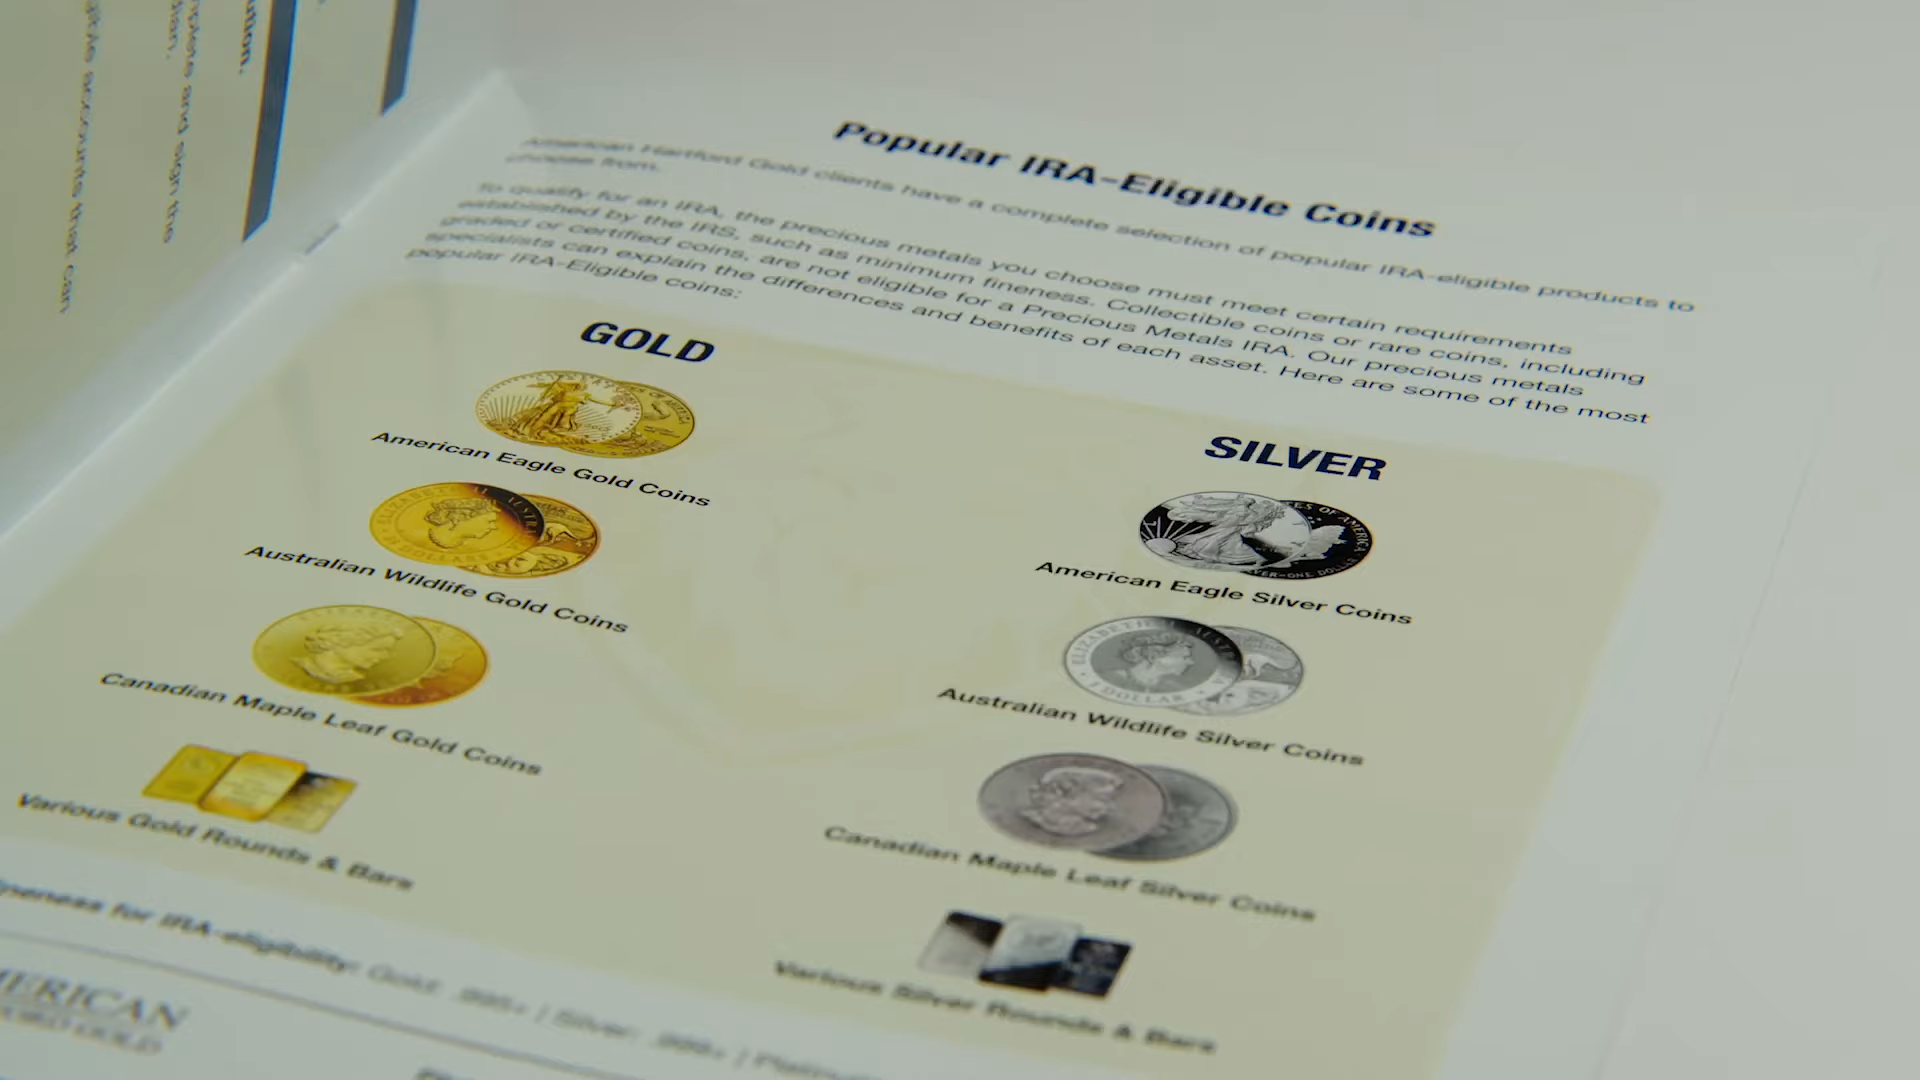 Popular IRA-Eligible Coins
American Hartford Gold clients have a complete selection of popular IRA-eligible products to
choose from.
To qualify for an IRA, the precious metals you choose must meet certain requirements
established by the IRS, such as minimum fineness. Collectible coins or rare coins, including
graded or certified coins, are not eligible for a Precious Metals IRA. Our precious metals
specialists can explain the differences and benefits of each asset. Here are some of the most
popular IRA-Eligible coins:
GOLD
American Eagle Gold Coins
Australian Wildlife Gold Coins
Canadian Maple Leaf Gold Coins
Various Gold Rounds & Bars
SILVER
American Eagle Silver Coins
Australian Wildlife Silver Coins
Canadian Maple Leaf Silver Coins
Various Silver Rounds & Bars
for IRA-eligibility: Gold: .995+ | Silver: .999+ |
and sign the
accounts that can